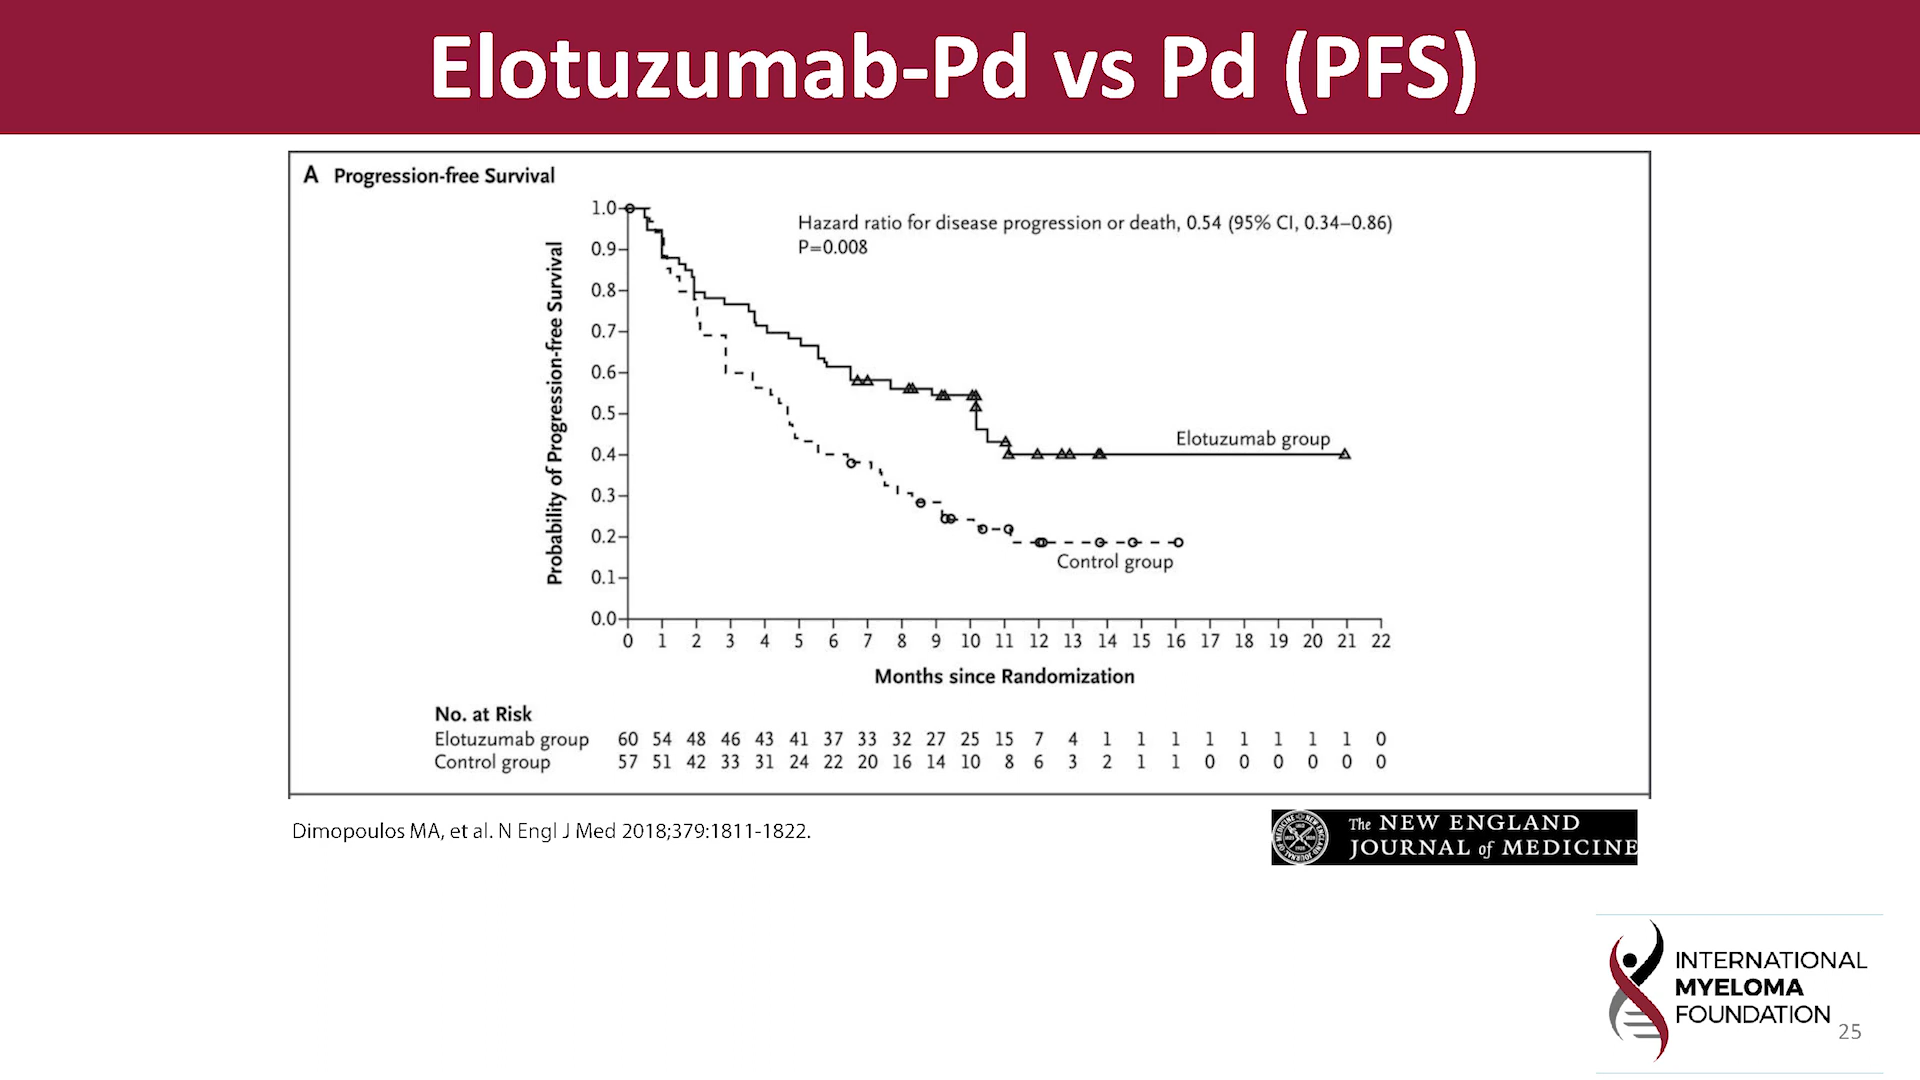 Elotuzumab-Pd vs Pd (PFS)
A Progression-free Survival
Hazard ratio for disease progression or death, 0.54 (95% CI, 0.34–0.86)
P=0.008
Probability of Progression-free Survival
1.0
0.9
0.8
0.7
0.6
0.5
0.4
0.3
0.2
0.1
0.0
Elotuzumab group
Control group
0 1 2 3 4 5 6 7 8 9 10 11 12 13 14 15 16 17 18 19 20 21 22
Months since Randomization
No. at Risk
Elotuzumab group 60 54 48 46 43 41 37 33 32 27 25 15 7 4 1 1 1 1 1 1 1 1 0
Control group 57 51 42 33 31 24 22 20 16 14 10 8 6 3 2 1 1 0 0 0 0 0 0
Dimopoulos MA, et al. N Engl J Med 2018;379:1811-1822.
The NEW ENGLAND
JOURNAL of MEDICINE
INTERNATIONAL
MYELOMA
FOUNDATION
25